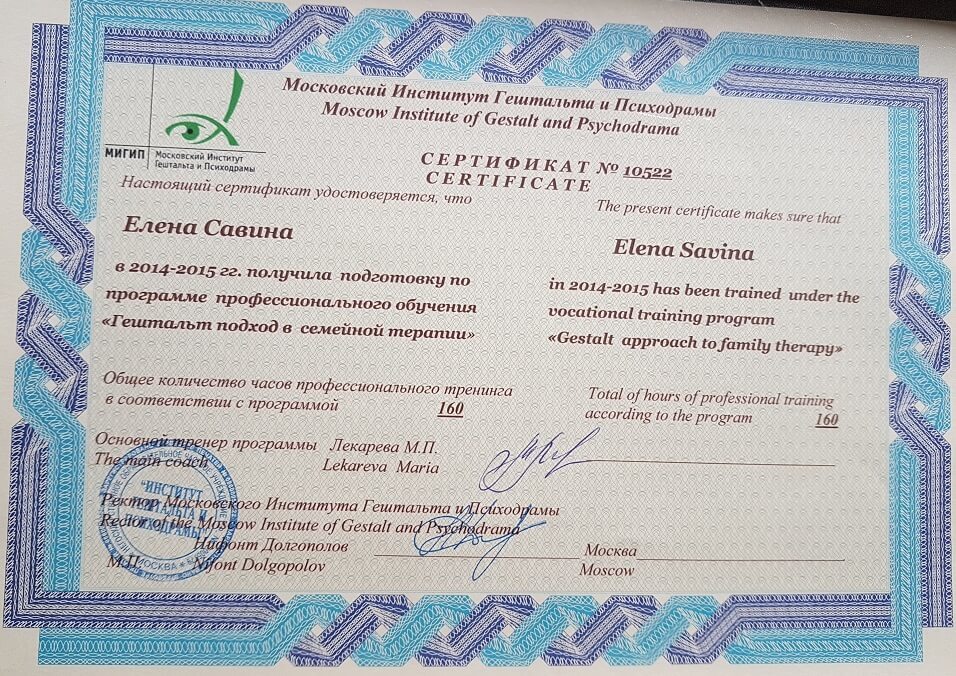 Московский Институт Гештальта и Психодрамы
Moscow Institute of Gestalt and Psychodrama
МИГИП
Московский Институт
Гештальта и Психодрамы
СЕРТИФИКАТ № 10522
CERTIFICATE
Настоящий сертификат удостоверяется, что
The present certificate makes sure that
Елена Савина
Elena Savina
в 2014-2015 гг. получила подготовку по
программе профессионального обучения
«Гештальт подход в семейной терапии»
in 2014-2015 has been trained under the
vocational training program
«Gestalt approach to family therapy»
Общее количество часов профессионального тренинга
в соответствии с программой 160
Total of hours of professional training
according to the program 160
Основной тренер программы Лекарева М.П.
The main coach Lekareva Maria
Ректор Московского Института Гештальта и Психодрамы
Rector of the Moscow Institute of Gestalt and Psychodrama
Нифонт Долгополов
Москва
М.П. Nifont Dolgopolov
Moscow
"ИНСТИТУТ
ГЕШТАЛЬТА И
ПСИХОДРАМЫ"
МОСКВА